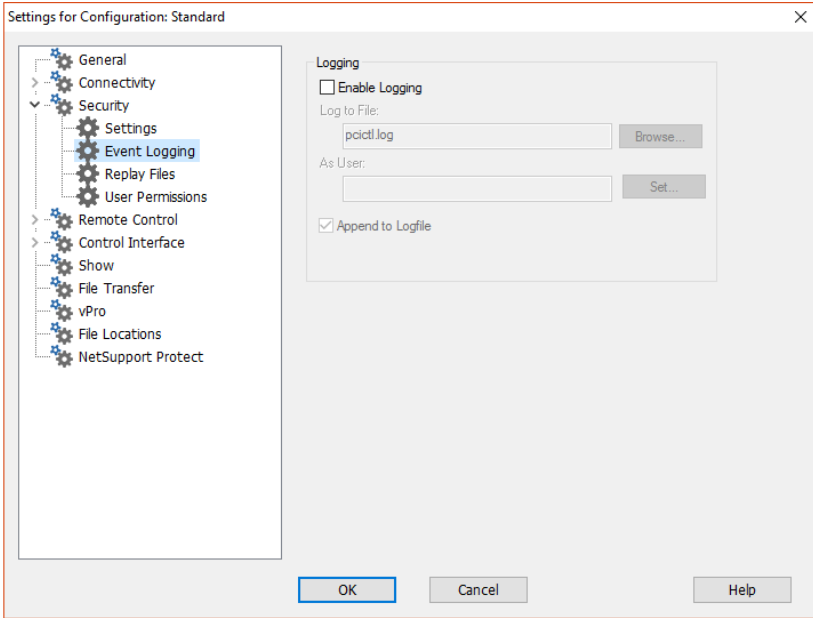 Settings for Configuration: Standard
General
Connectivity
Security
Settings
Event Logging
Replay Files
User Permissions
Remote Control
Control Interface
Show
File Transfer
vPro
File Locations
NetSupport Protect
Logging
Enable Logging
Log to File:
pcictl.log
Browse...
As User:
Set...
Append to Logfile
OK
Cancel
Help